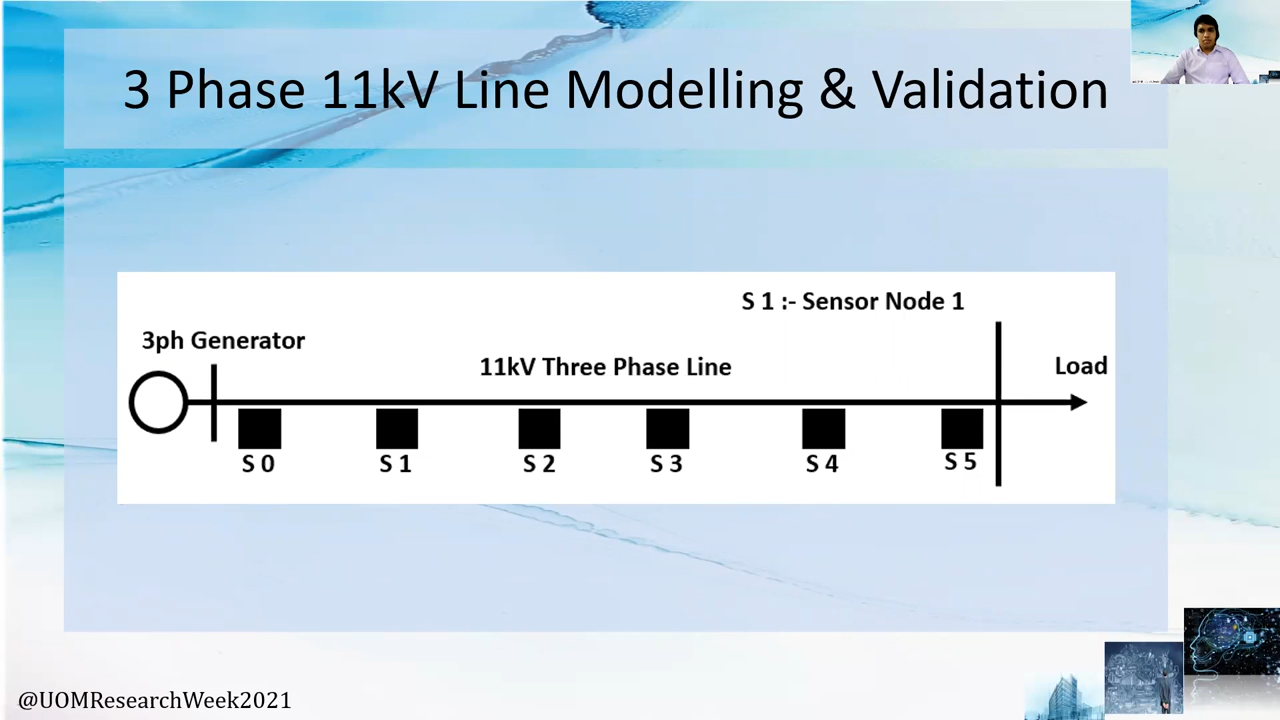 3 Phase 11kV Line Modelling & Validation
S 1 :- Sensor Node 1
3ph Generator
11kV Three Phase Line
Load
S 0
S 1
S 2
S 3
S 4
S 5
@UOMResearchWeek2021